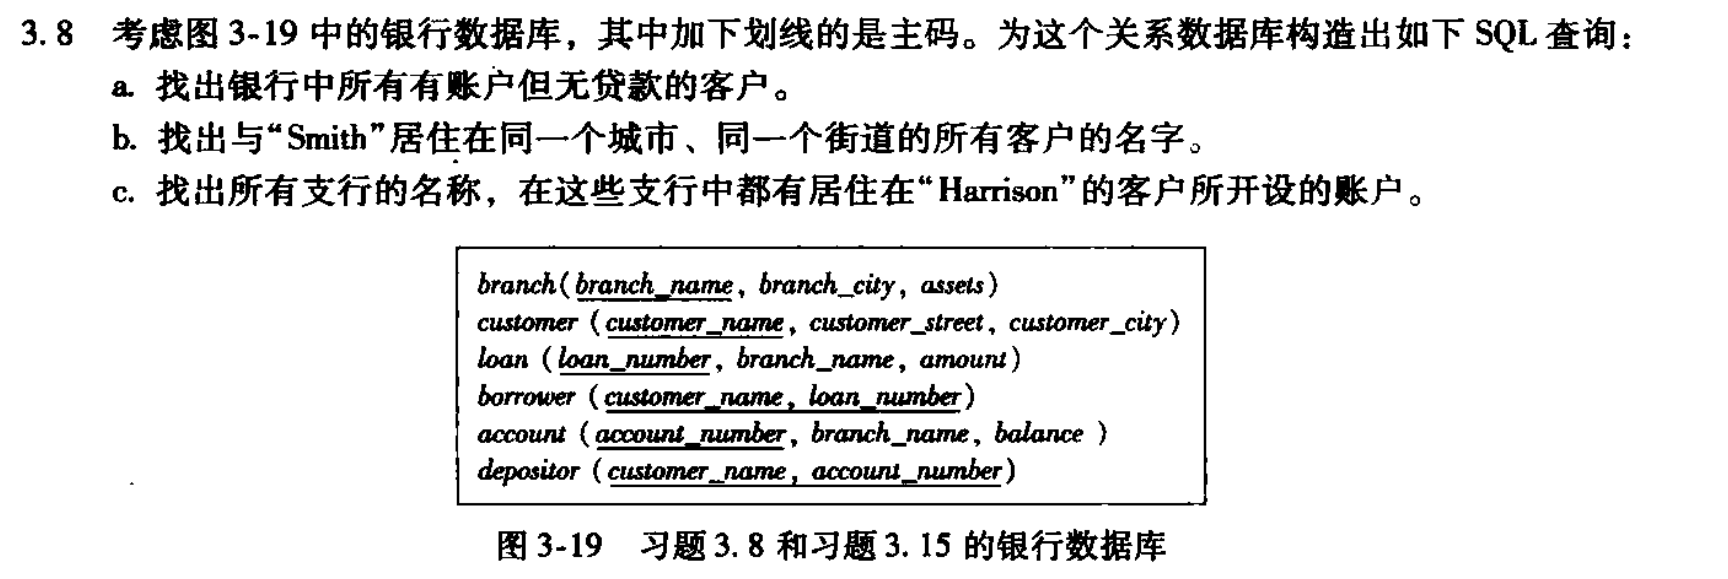 3.8 考虑图 3-19 中的银行数据库，其中加下划线的是主码。为这个关系数据库构造出如下 SQL 查询：
a. 找出银行中所有有账户但无贷款的客户。
b. 找出与“Smith”居住在同一个城市、同一个街道的所有客户的名字。
c. 找出所有支行的名称，在这些支行中都有居住在“Harrison”的客户所开设的账户。
branch(branch_name, branch_city, assets)
customer (customer_name, customer_street, customer_city)
loan (loan_number, branch_name, amount)
borrower (customer_name, loan_number)
account (account_number, branch_name, balance )
depositor (customer_name, account_number)
图 3-19 习题 3.8 和习题 3.15 的银行数据库